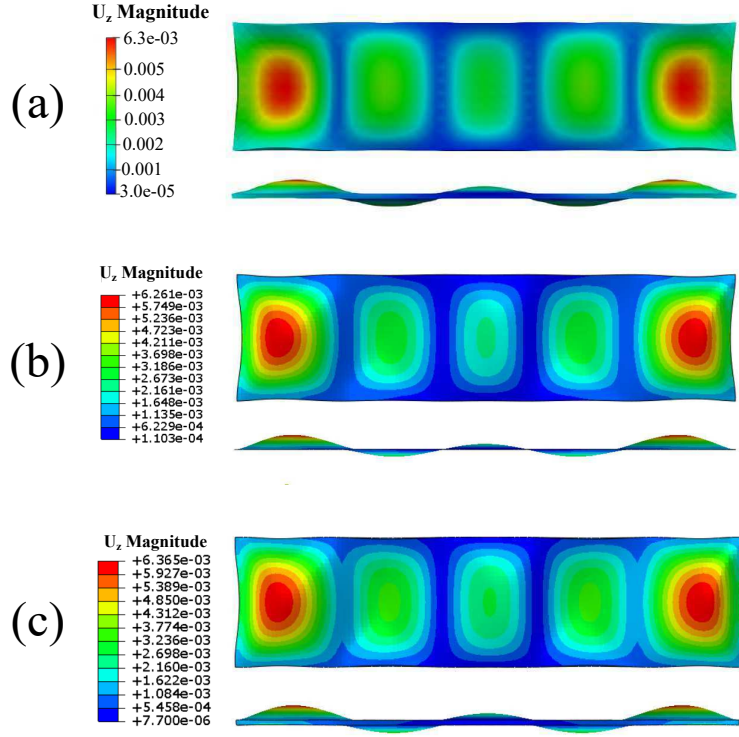 U_z Magnitude
6.3e-03
0.005
0.004
0.002
0.001
3.0e-05
(a)
U_z Magnitude
+6.261e-03
+5.749e-03
+5.236e-03
+4.723e-03
+4.211e-03
+3.698e-03
+3.186e-03
+2.673e-03
+2.161e-03
+1.648e-03
+1.135e-03
+6.229e-04
+1.103e-04
(b)
U_z Magnitude
+6.365e-03
+5.927e-03
+5.389e-03
+4.850e-03
+4.312e-03
+3.774e-03
+3.236e-03
+2.698e-03
+2.160e-03
+1.622e-03
+1.084e-03
+5.458e-04
+7.700e-06
(c)